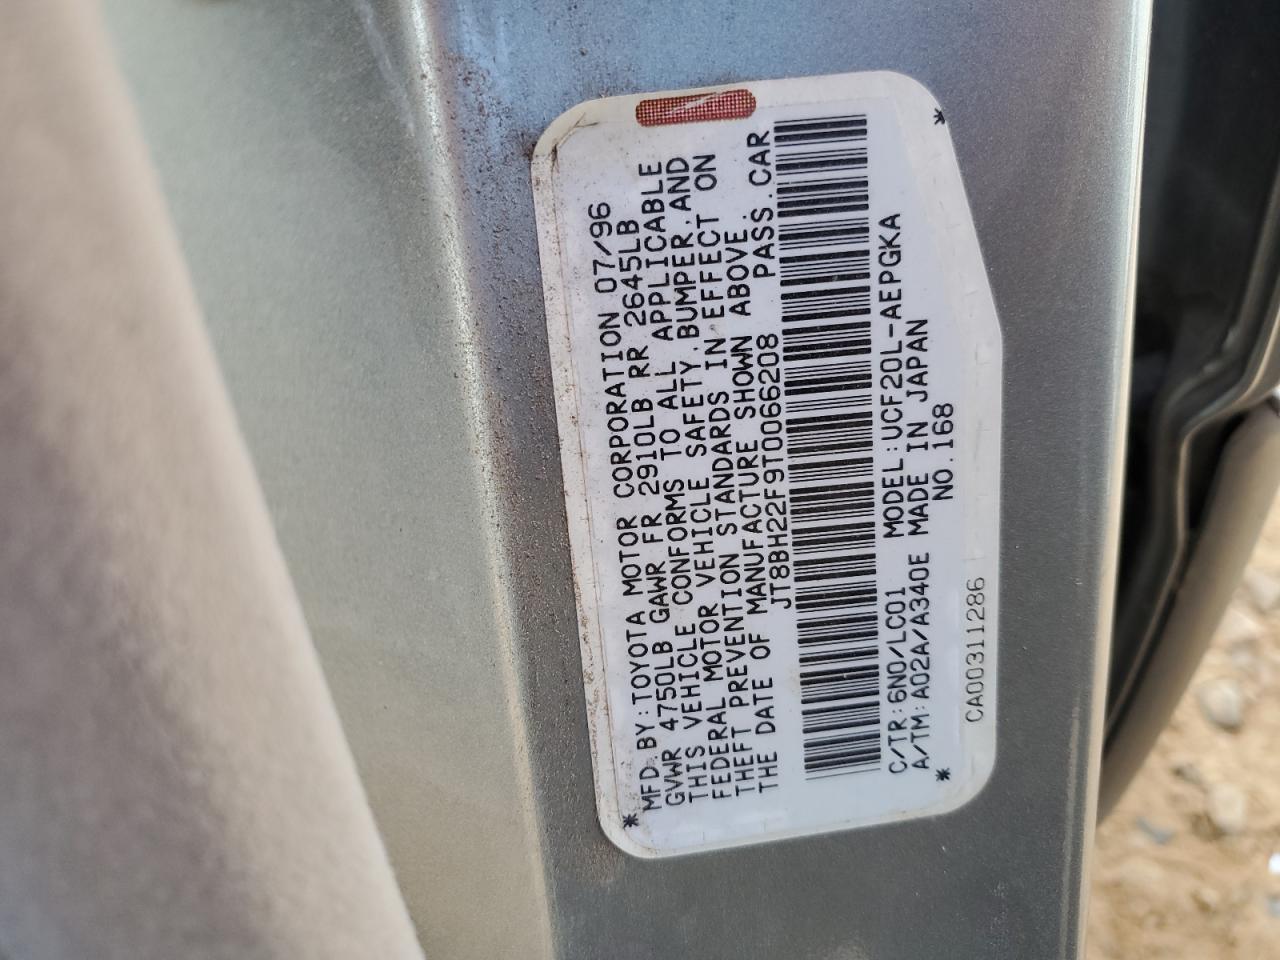 MFD. BY: TOYOTA MOTOR CORPORATION 07/96
GVWR 4750LB GAWR FR 2910LB RR 2645LB
THIS VEHICLE CONFORMS TO ALL APPLICABLE
FEDERAL MOTOR VEHICLE SAFETY, BUMPER, AND
THEFT PREVENTION STANDARDS IN EFFECT ON
THE DATE OF MANUFACTURE SHOWN ABOVE.
JT8BH22F9T0066208 PASS. CAR
C/TR: 6N0/LC01 MODEL: UCF20L-AEPGKA
A/TM: A02A/A340E MADE IN JAPAN
NO. 168
CA00311286